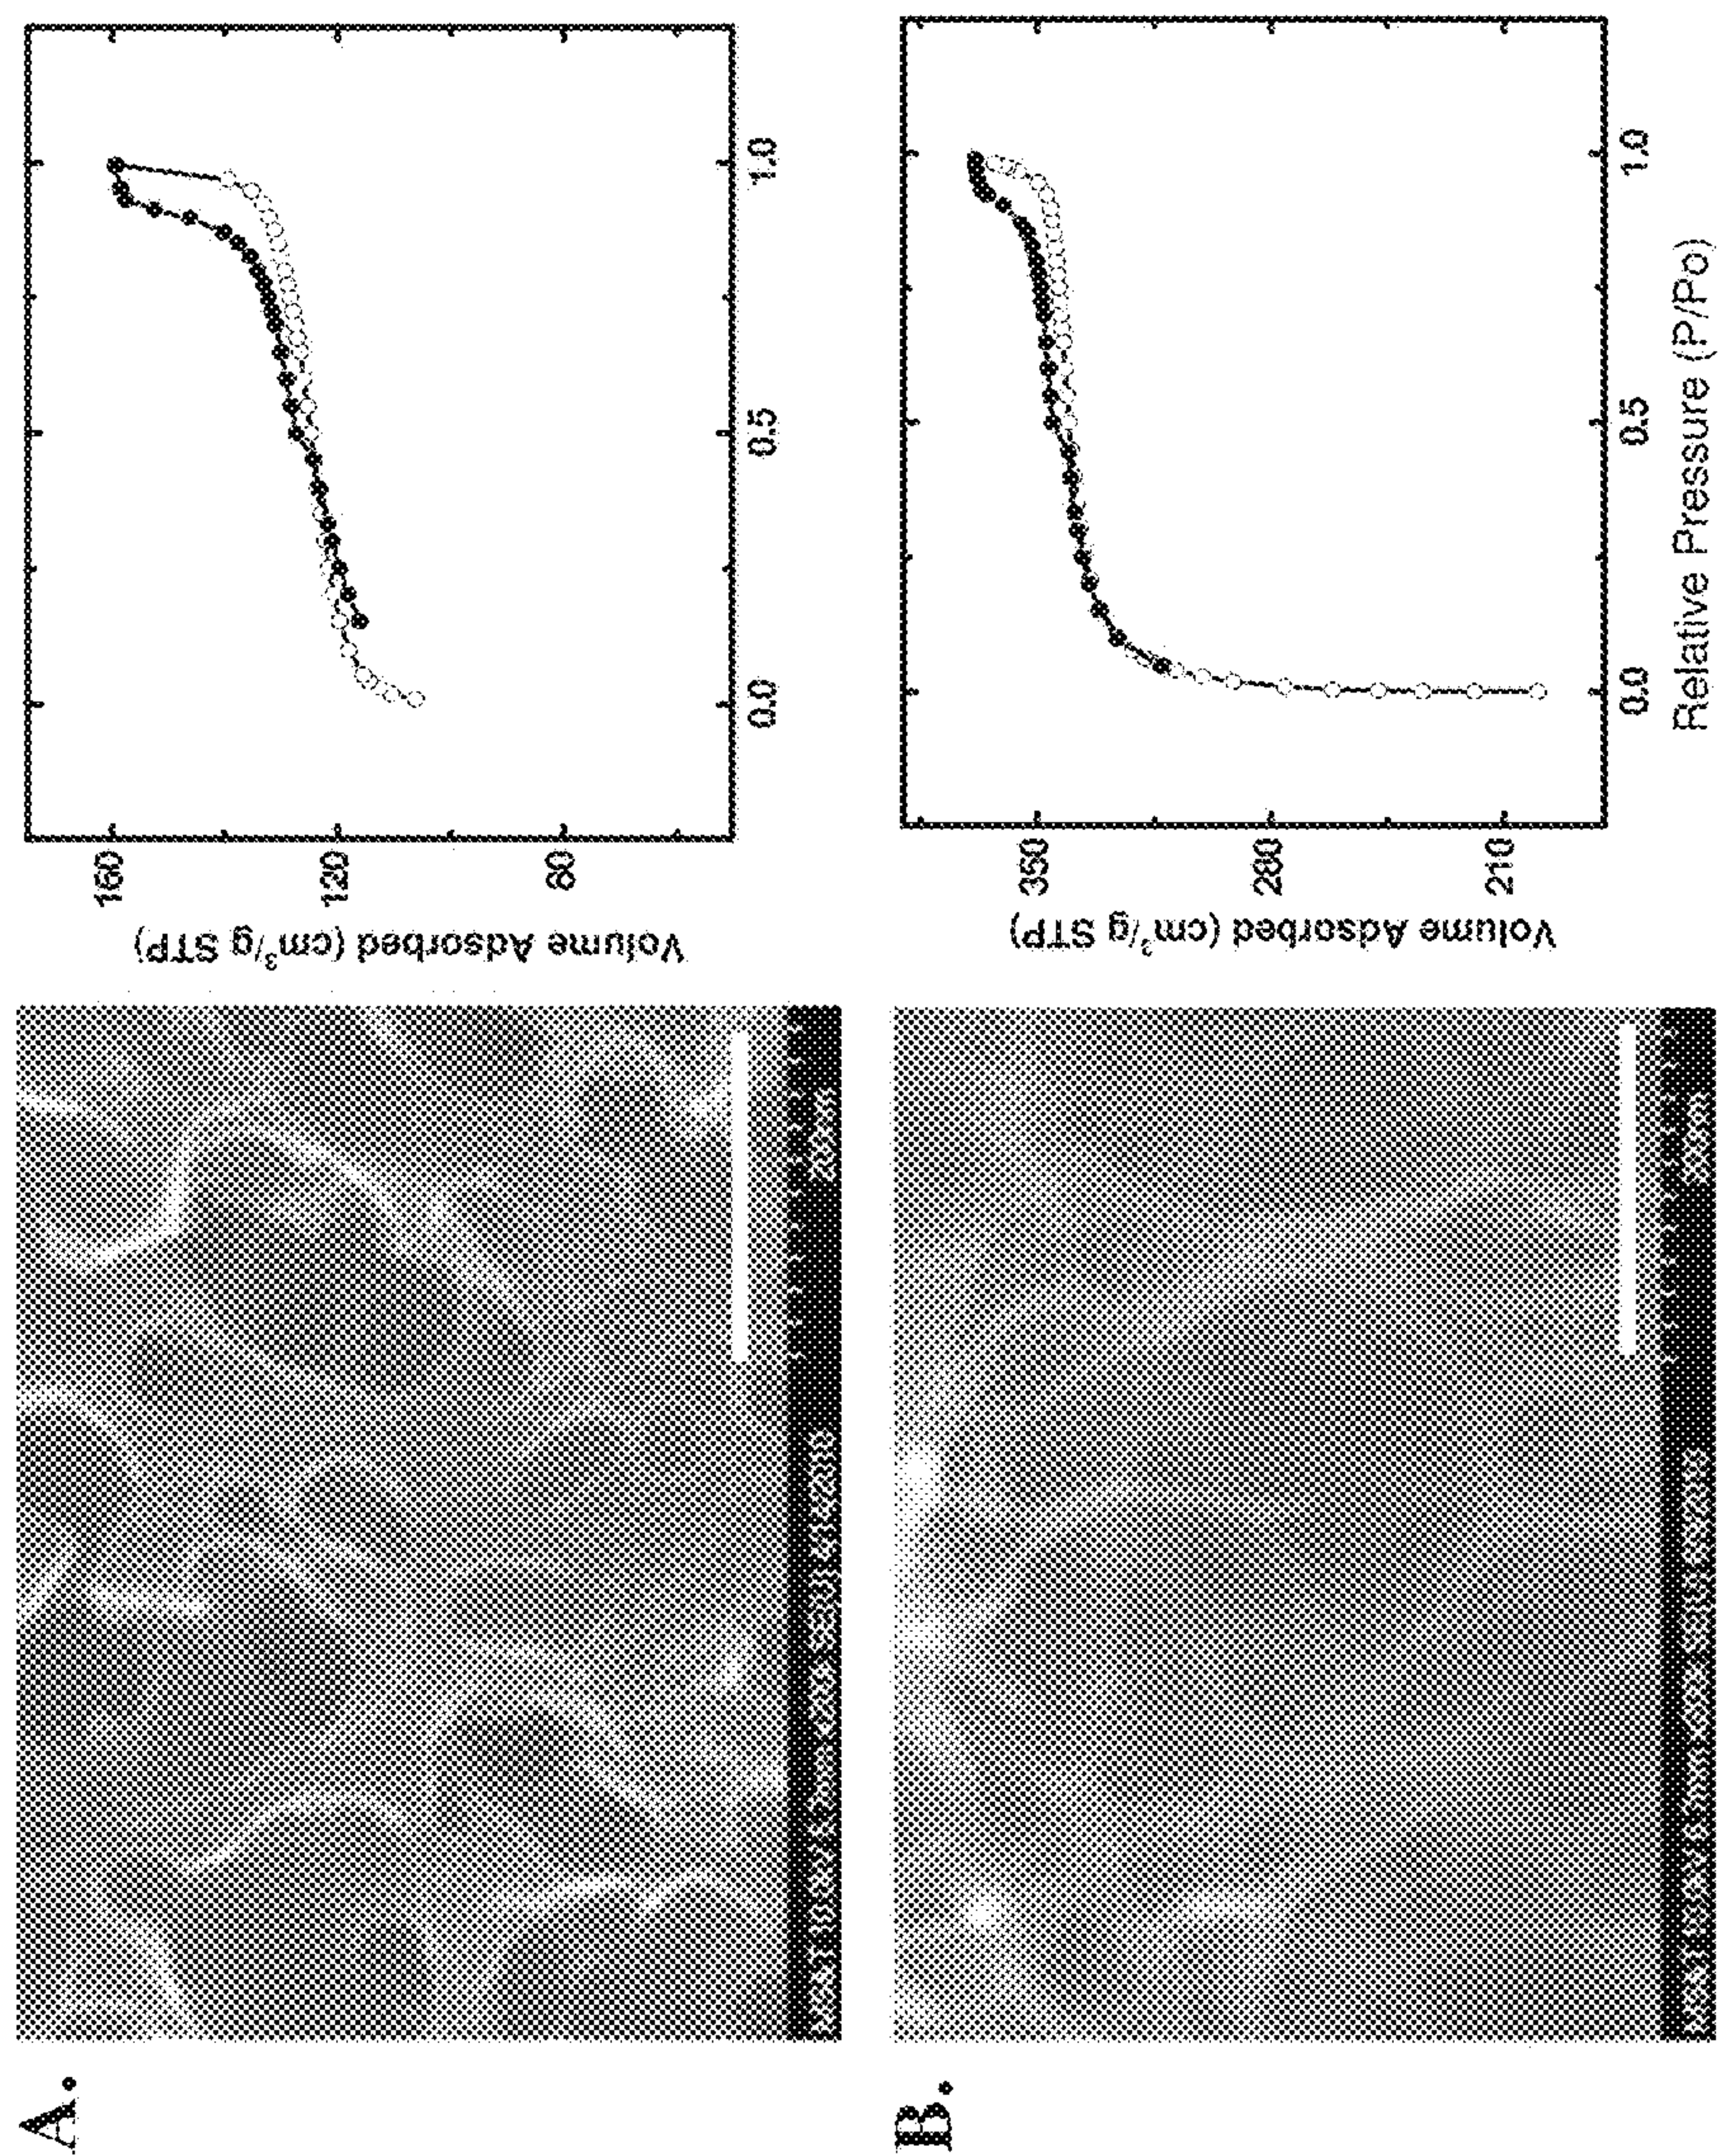 A.
Volume Adsorbed (cm³/g STP)
160
120
80
0.0
0.5
1.0
B.
Volume Adsorbed (cm³/g STP)
350
280
210
0.0
0.5
1.0
Relative Pressure (P/Po)